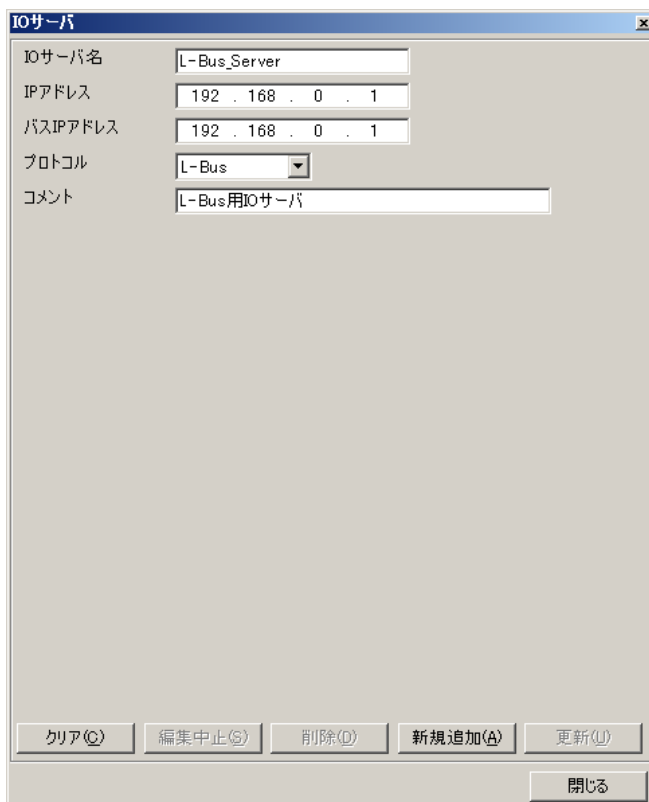 IOサーバ
IOサーバ名 L-Bus_Server
IPアドレス 192 . 168 . 0 . 1
バスIPアドレス 192 . 168 . 0 . 1
プロトコル L-Bus
コメント L-Bus用IOサーバ
クリア(C) 編集中止(S) 削除(D) 新規追加(A) 更新(U)
閉じる